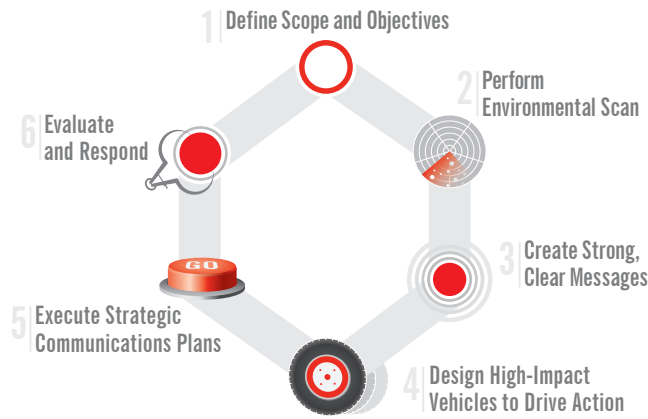 1 Define Scope and Objectives
2 Perform
Environmental Scan
3 Create Strong,
Clear Messages
4 Design High-Impact
Vehicles to Drive Action
5 Execute Strategic
Communications Plans
GO
6 Evaluate
and Respond